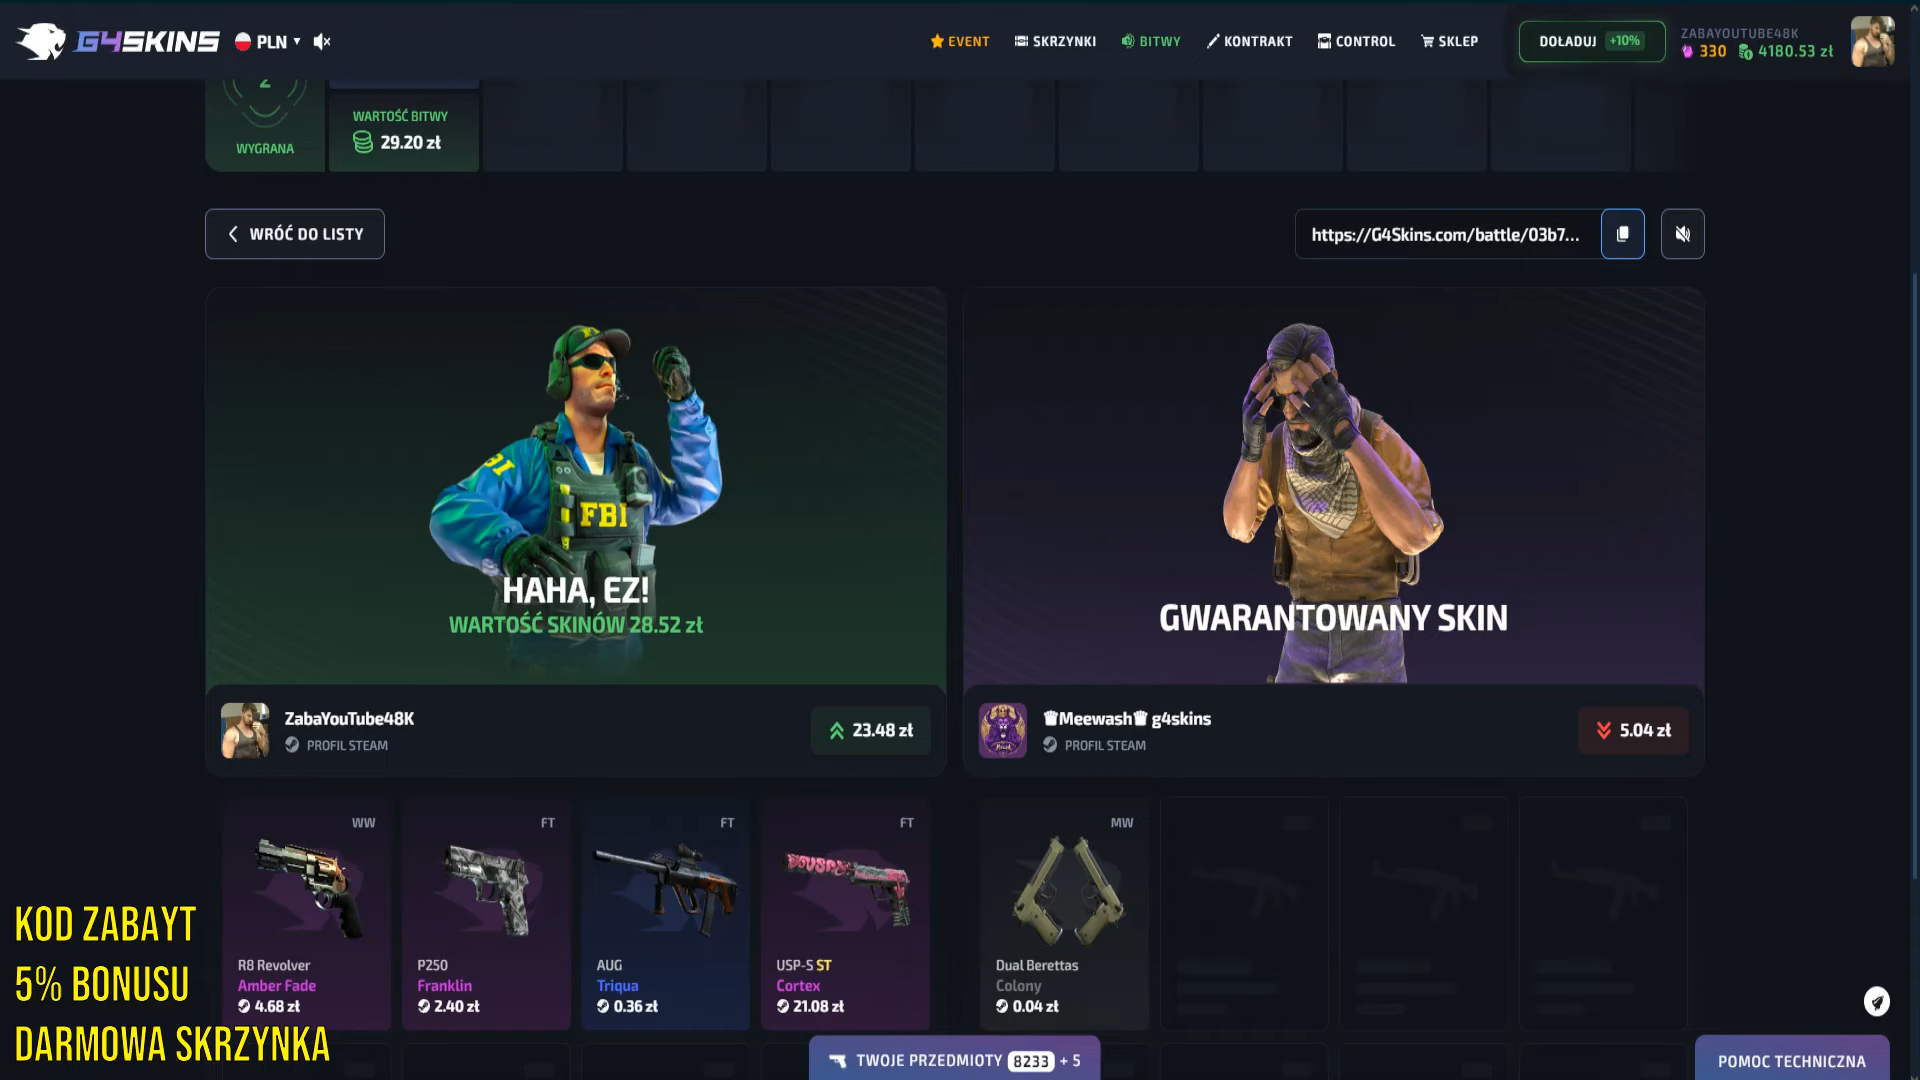 G4SKINS
PLN
EVENT
SKRZYNKI
BITWY
KONTRAKT
CONTROL
SKLEP
DOŁADUJ +10%
ZABAYOUTUBE48K
330 4180.53 zł
2
WYGRANA
WARTOŚĆ BITWY
29.20 zł
WRÓĆ DO LISTY
https://G4Skins.com/battle/03b7...
FBI
HAHA, EZ!
WARTOŚĆ SKINÓW 28.52 zł
GWARANTOWANY SKIN
ZabaYouTube48K
PROFIL STEAM
23.48 zł
♛Meewash♛ g4skins
PROFIL STEAM
5.04 zł
WW
R8 Revolver
Amber Fade
4.68 zł
FT
P250
Franklin
2.40 zł
FT
AUG
Triqua
0.36 zł
FT
USP-S ST
Cortex
21.08 zł
MW
Dual Berettas
Colony
0.04 zł
KOD ZABAYT
5% BONUSU
DARMOWA SKRZYNKA
TWOJE PRZEDMIOTY 8233 + 5
POMOC TECHNICZNA